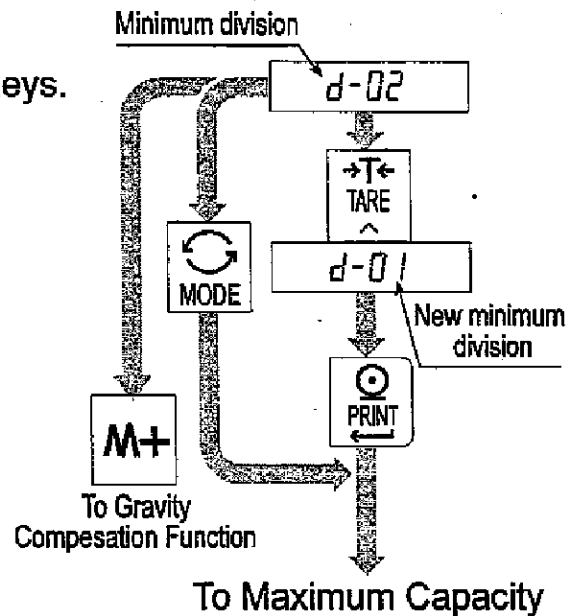 Minimum division
eys.
d-02
→T←
TARE
^
MODE
d-01
New minimum
division
PRINT
M+
To Gravity
Compesation Function
To Maximum Capacity